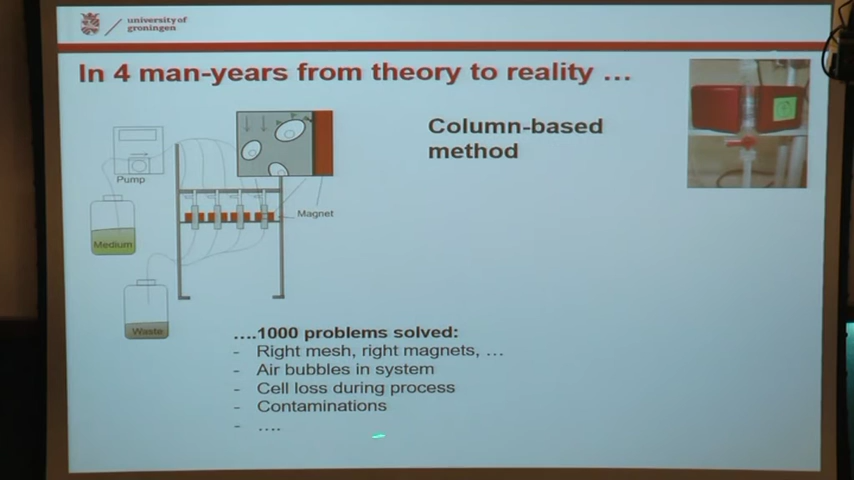 university of
groningen
In 4 man-years from theory to reality …
Column-based
method
Pump
Magnet
Medium
Waste
….1000 problems solved:
- Right mesh, right magnets, …
- Air bubbles in system
- Cell loss during process
- Contaminations
- ….